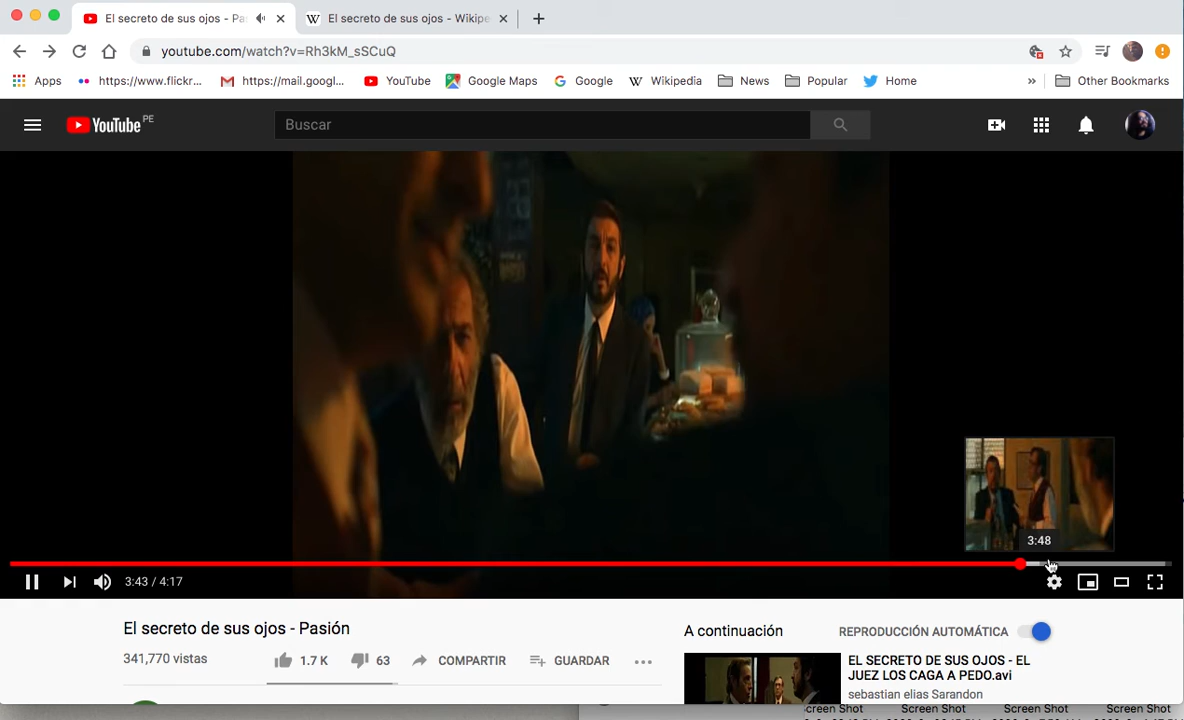 El secreto de sus ojos - Pa
El secreto de sus ojos - Wikipe
youtube.com/watch?v=Rh3kM_sSCuQ
Apps https://www.flickr... https://mail.googl... YouTube Google Maps Google Wikipedia News Popular Home » Other Bookmarks
YouTube PE Buscar
3:48
3:43 / 4:17
El secreto de sus ojos - Pasión
341,770 vistas 1.7 K 63 COMPARTIR GUARDAR
A continuación REPRODUCCIÓN AUTOMÁTICA
EL SECRETO DE SUS OJOS - EL
JUEZ LOS CAGA A PEDO.avi
sebastian elias Sarandon
Screen Shot Screen Shot Screen Shot Screen Shot